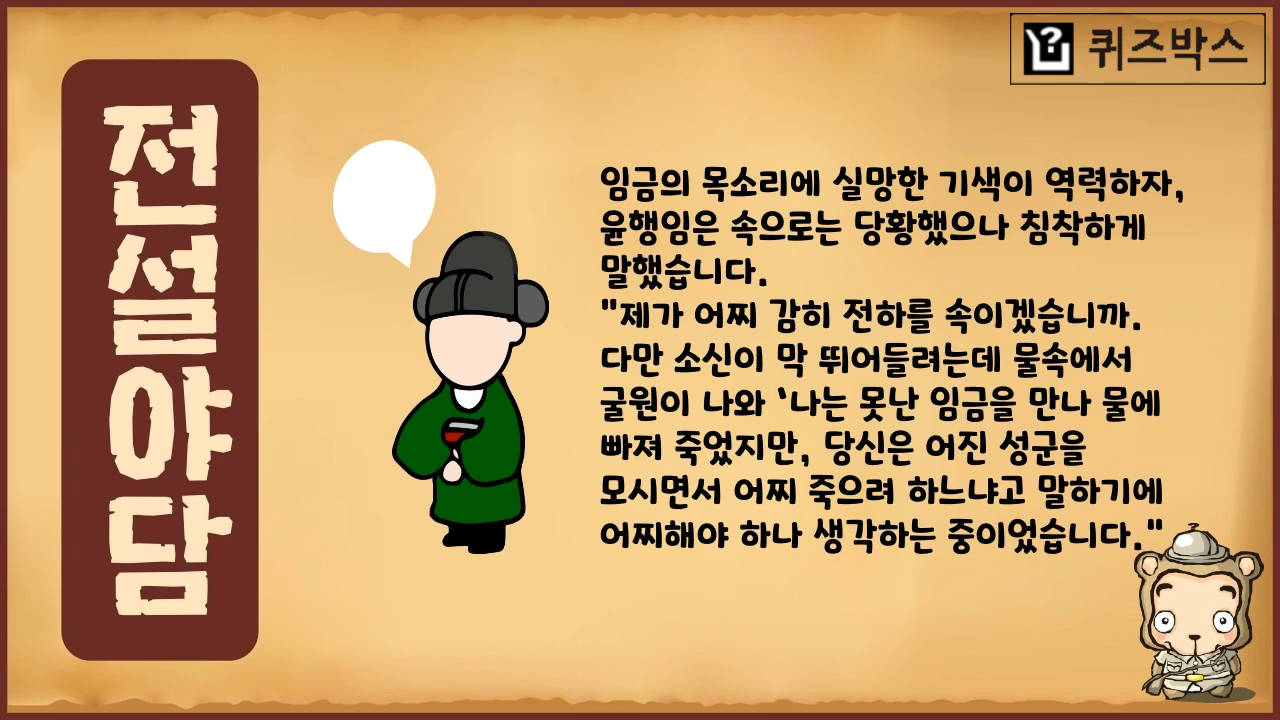 퀴즈박스
전설야담
임금의 목소리에 실망한 기색이 역력하자,
윤행임은 속으로는 당황했으나 침착하게
말했습니다.
"제가 어찌 감히 전하를 속이겠습니까.
다만 소신이 막 뛰어들려는데 물속에서
굴원이 나와 '나는 못난 임금을 만나 물에
빠져 죽었지만, 당신은 어진 성군을
모시면서 어찌 죽으려 하느냐고 말하기에
어찌해야 하나 생각하는 중이었습니다."